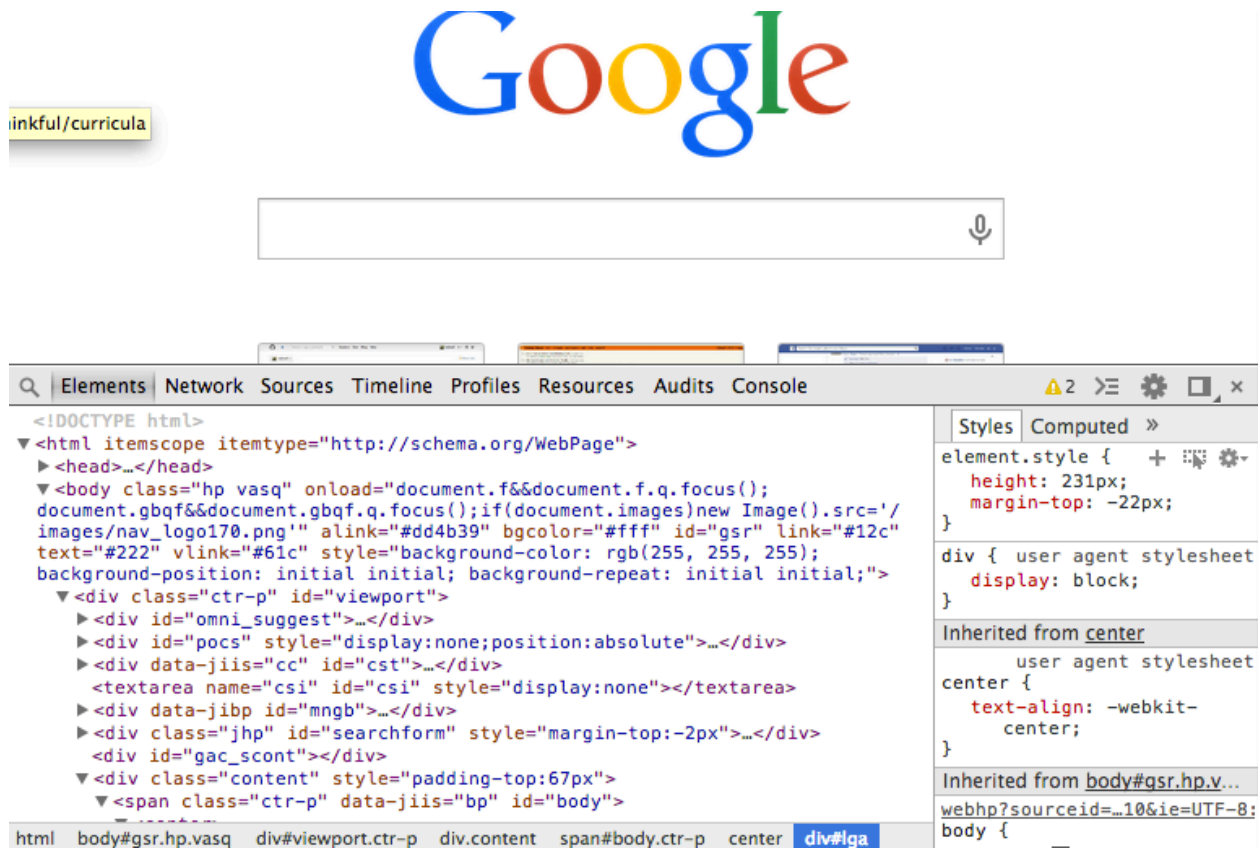 Google
inkful/curricula
Elements Network Sources Timeline Profiles Resources Audits Console
2
<!DOCTYPE html>
▼<html itemscope itemtype="http://schema.org/WebPage">
▶<head>…</head>
▼<body class="hp vasq" onload="document.f&&document.f.q.focus();
document.gbqf&&document.gbqf.q.focus();if(document.images)new Image().src='/
images/nav_logo170.png'" alink="#dd4b39" bgcolor="#fff" id="gsr" link="#12c"
text="#222" vlink="#61c" style="background-color: rgb(255, 255, 255);
background-position: initial initial; background-repeat: initial initial;">
▼<div class="ctr-p" id="viewport">
▶<div id="omni_suggest">…</div>
▶<div id="pocs" style="display:none;position:absolute">…</div>
▶<div data-jiis="cc" id="cst">…</div>
<textarea name="csi" id="csi" style="display:none"></textarea>
▶<div data-jibp id="mngb">…</div>
▶<div class="jhp" id="searchform" style="margin-top:-2px">…</div>
<div id="gac_scont"></div>
▼<div class="content" style="padding-top:67px">
▼<span class="ctr-p" data-jiis="bp" id="body">
html body#gsr.hp.vasq div#viewport.ctr-p div.content span#body.ctr-p center div#lga
Styles Computed »
element.style {
height: 231px;
margin-top: -22px;
}
div { user agent stylesheet
display: block;
}
Inherited from center
user agent stylesheet
center {
text-align: -webkit-
center;
}
Inherited from body#gsr.hp.v…
webhp?sourceid=…10&ie=UTF-8:
body {